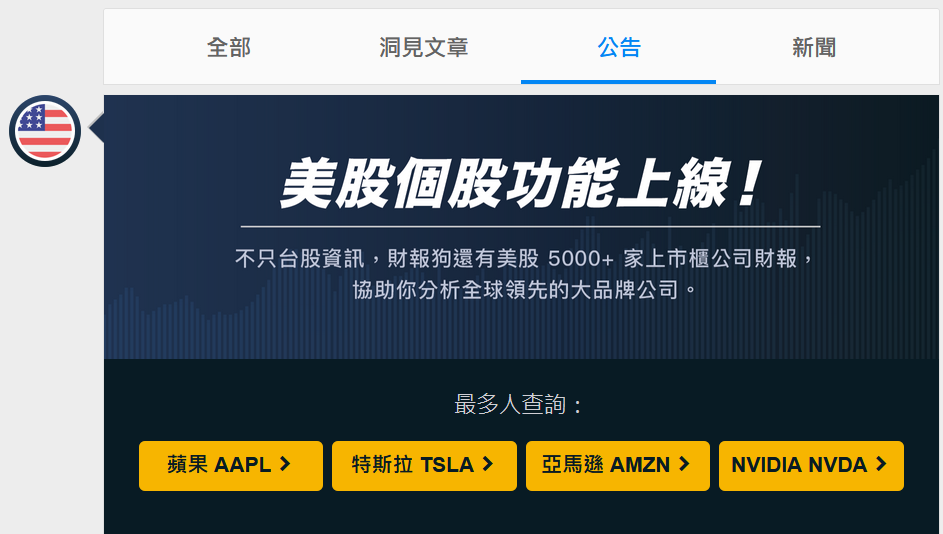 全部 洞見文章 公告 新聞
美股個股功能上線！
不只台股資訊，財報狗還有美股 5000+ 家上市櫃公司財報，
協助你分析全球領先的大品牌公司。
最多人查詢：
蘋果 AAPL 特斯拉 TSLA 亞馬遜 AMZN NVIDIA NVDA